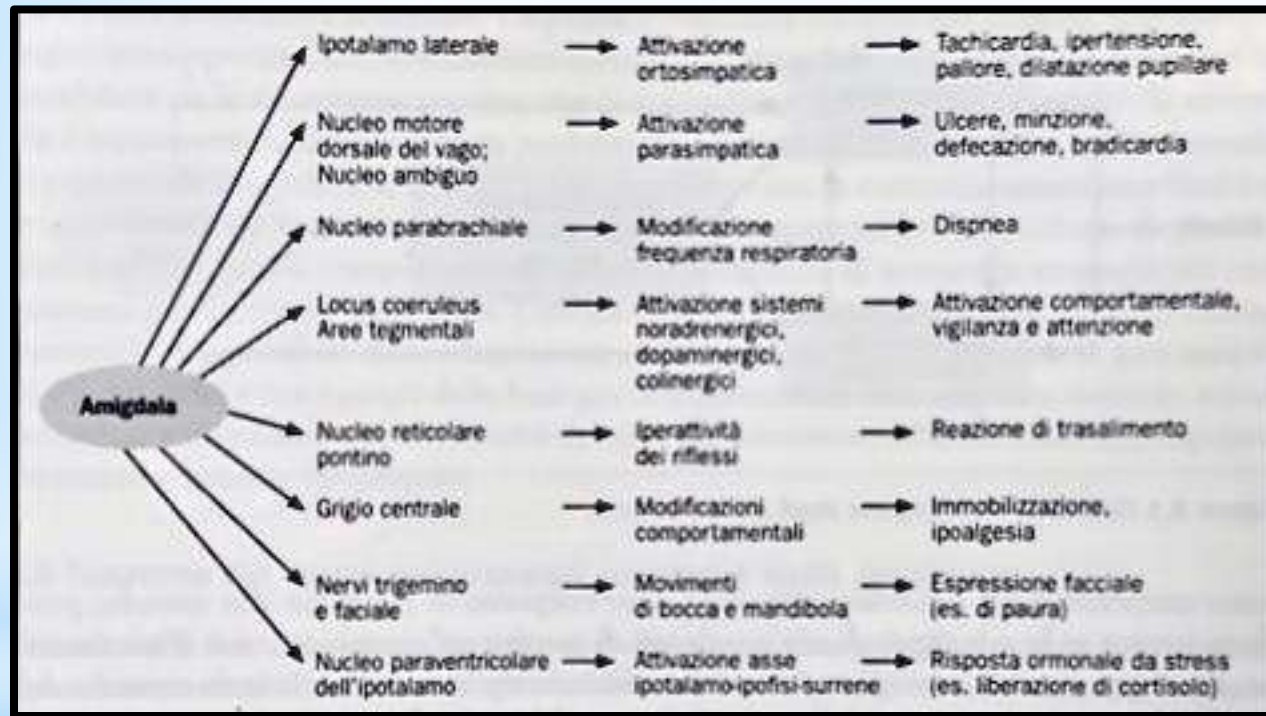 Ipotalamo laterale
Attivazione
ortosimpatica
Tachicardia, ipertensione,
pallore, dilatazione pupillare
Nucleo motore
dorsale del vago;
Nucleo ambiguo
Attivazione
parasimpatica
Ulcere, minzione,
defecazione, bradicardia
Nucleo parabrachiale
Modificazione
frequenza respiratoria
Dispnea
Locus coeruleus
Aree tegmentali
Attivazione sistemi
noradrenergici,
dopaminergici,
colinergici
Attivazione comportamentale,
vigilanza e attenzione
Amigdala
Nucleo reticolare
pontino
Iperattività
dei riflessi
Reazione di trasalimento
Grigio centrale
Modificazioni
comportamentali
Immobilizzazione,
ipoalgesia
Nervi trigemino
e faciale
Movimenti
di bocca e mandibola
Espressione facciale
(es. di paura)
Nucleo paraventricolare
dell'ipotalamo
Attivazione asse
ipotalamo-ipofisi-surrene
Risposta ormonale da stress
(es. liberazione di cortisolo)